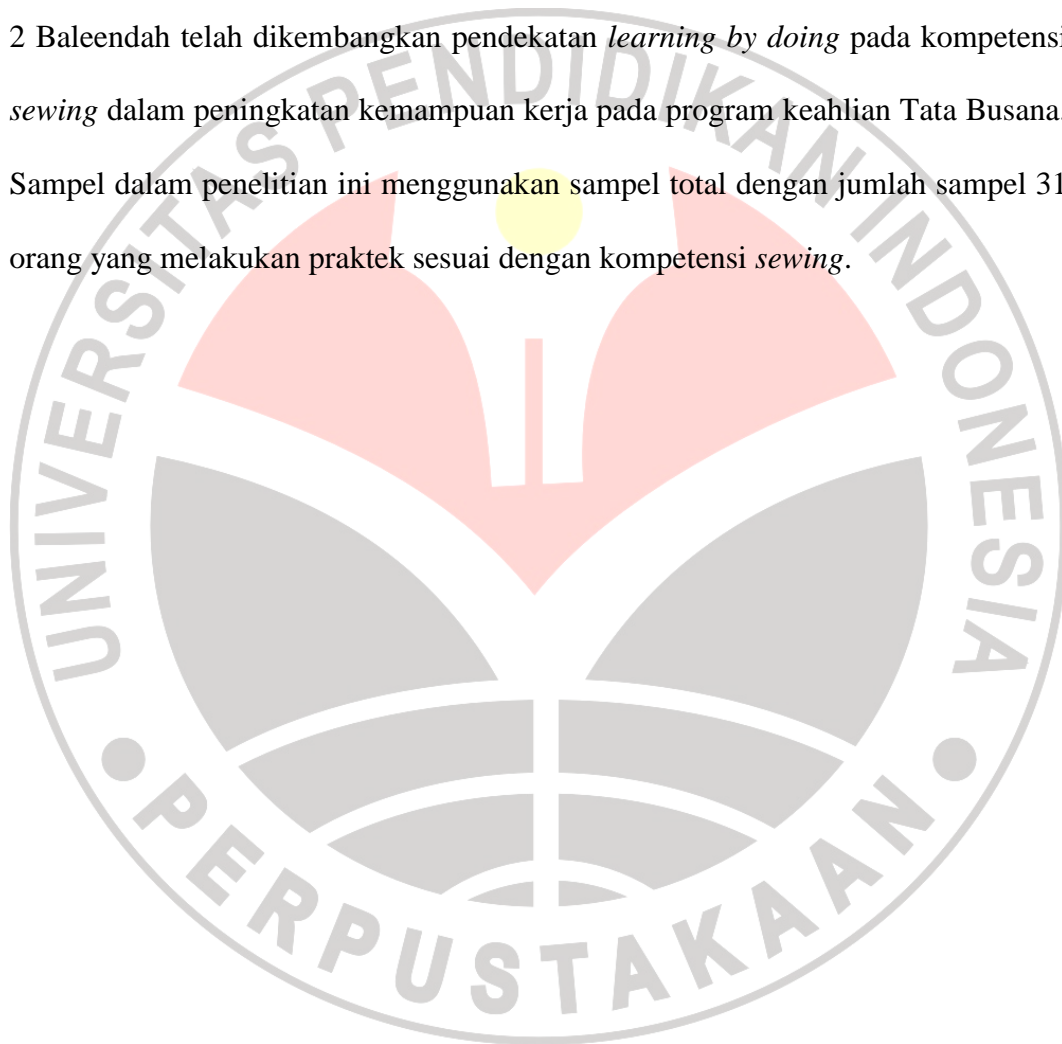 2 Baleendah telah dikembangkan pendekatan learning by doing pada kompetensi
sewing dalam peningkatan kemampuan kerja pada program keahlian Tata Busana.
Sampel dalam penelitian ini menggunakan sampel total dengan jumlah sampel 31
orang yang melakukan praktek sesuai dengan kompetensi sewing.
UNIVERSITAS PENDIDIKAN INDONESIA
PERPUSTAKAAN